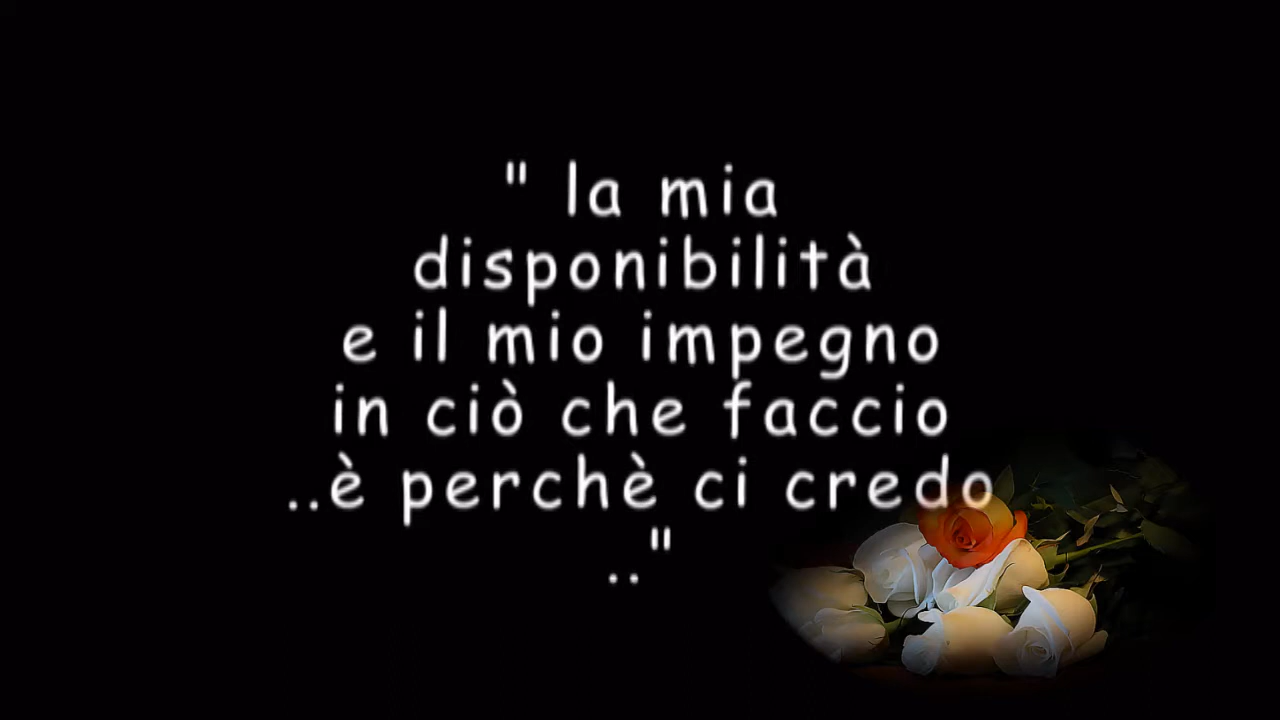 " la mia
disponibilità
e il mio impegno
in ciò che faccio
..è perchè ci credo
.."